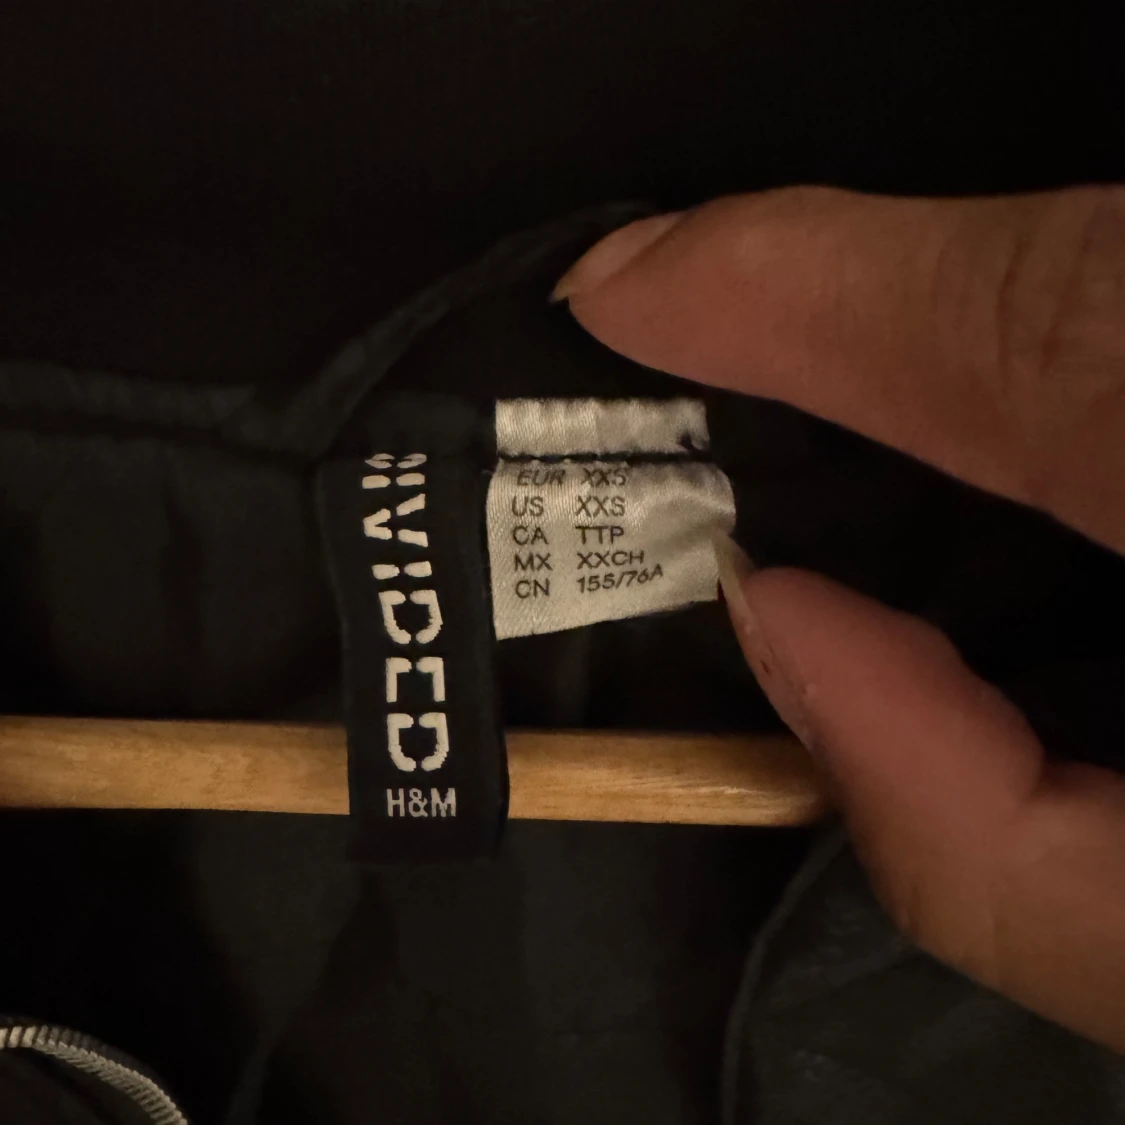 DIVIDED
H&M
EUR XXS
US XXS
CA TTP
MX XXCH
CN 155/76A